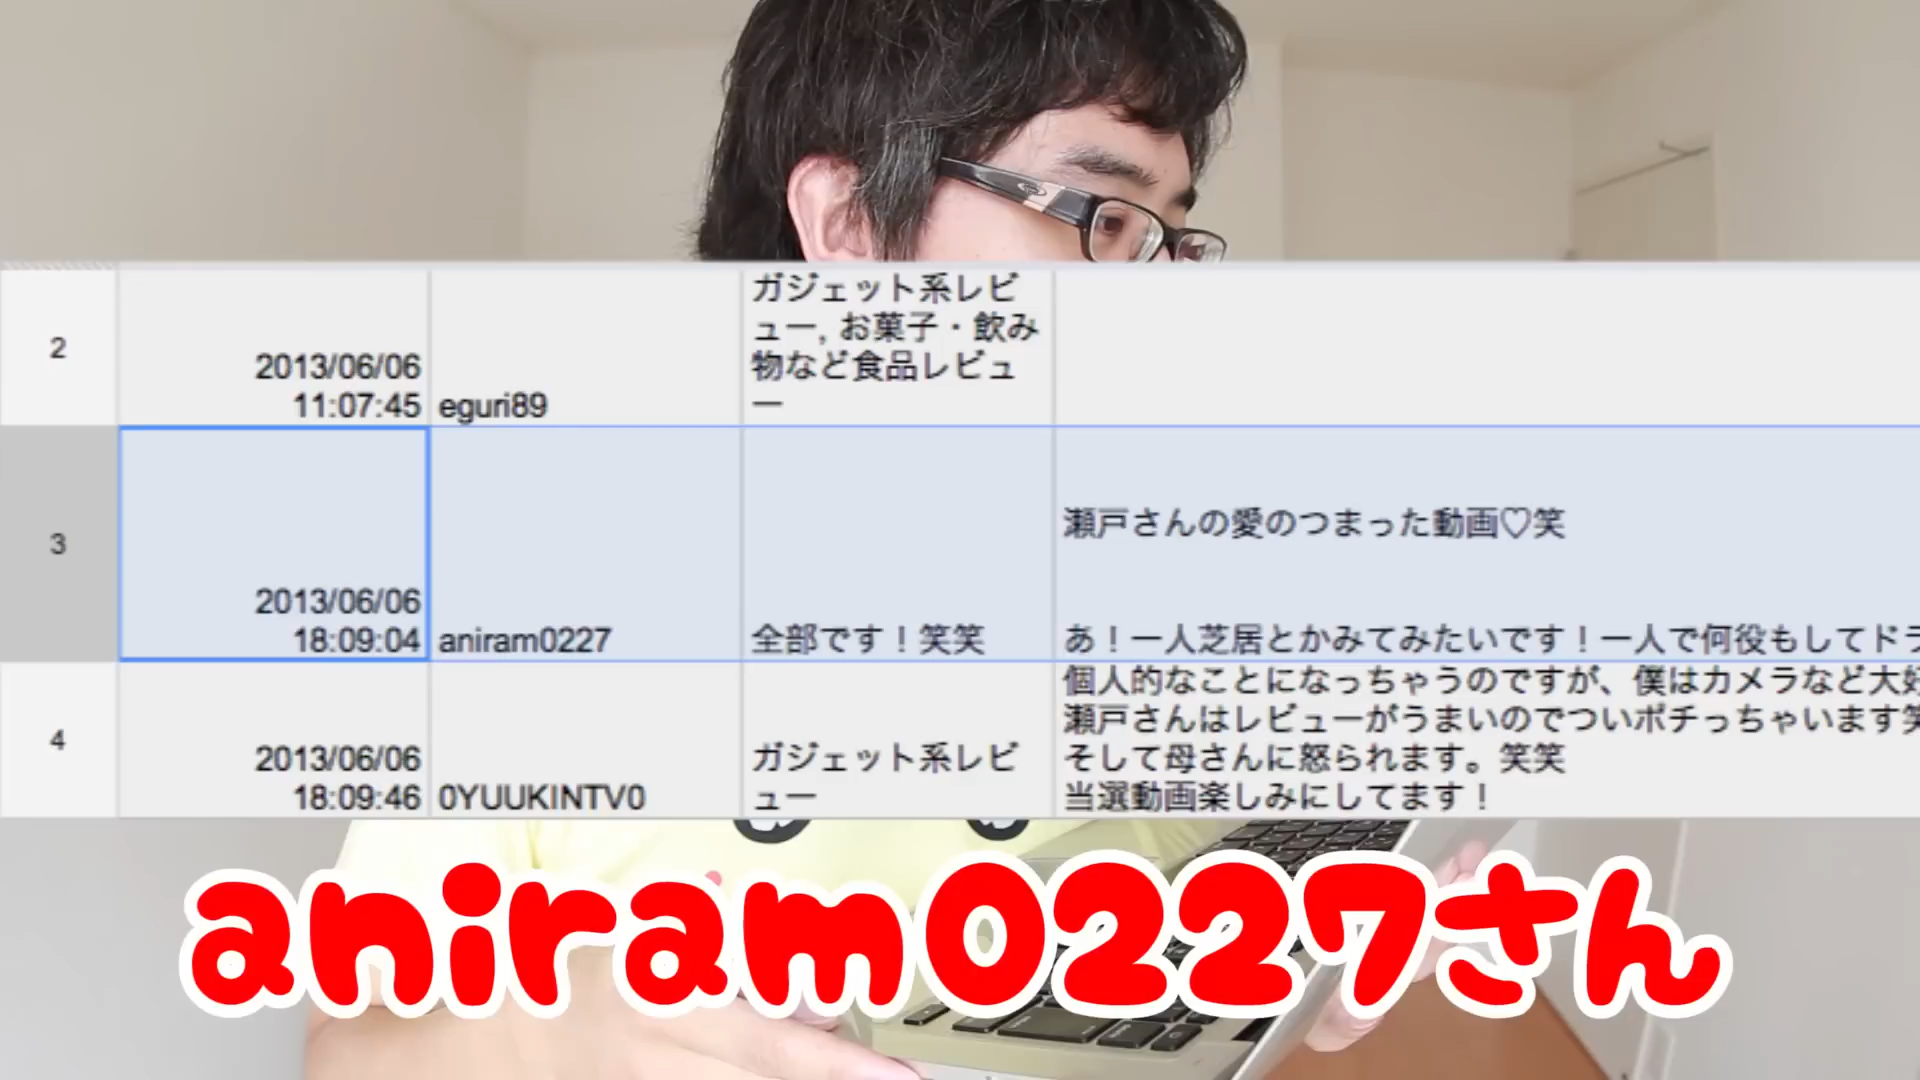 2
2013/06/06
11:07:45
eguri89
ガジェット系レビ
ュー, お菓子・飲み
物など食品レビュ
ー
3
2013/06/06
18:09:04
aniram0227
全部です！笑笑
瀬戸さんの愛のつまった動画♡笑
あ！一人芝居とかみてみたいです！一人で何役もしてドラ
4
2013/06/06
18:09:46
0YUUKINTV0
ガジェット系レビ
ュー
個人的なことになっちゃうのですが、僕はカメラなど大好
瀬戸さんはレビューがうまいのでついポチっちゃいます笑
そして母さんに怒られます。笑笑
当選動画楽しみにしてます！
aniram0227さん